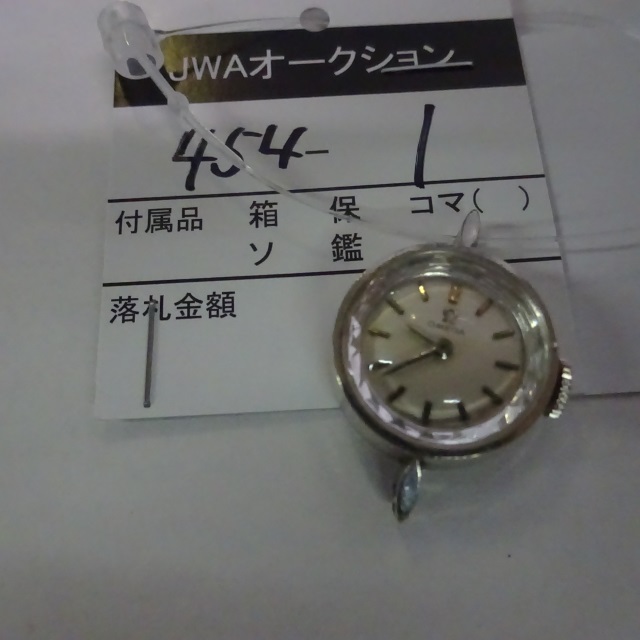 JWAオークション
454-1
付属品 箱 保 コマ( )
ソ 鑑
落札金額
OMEGA